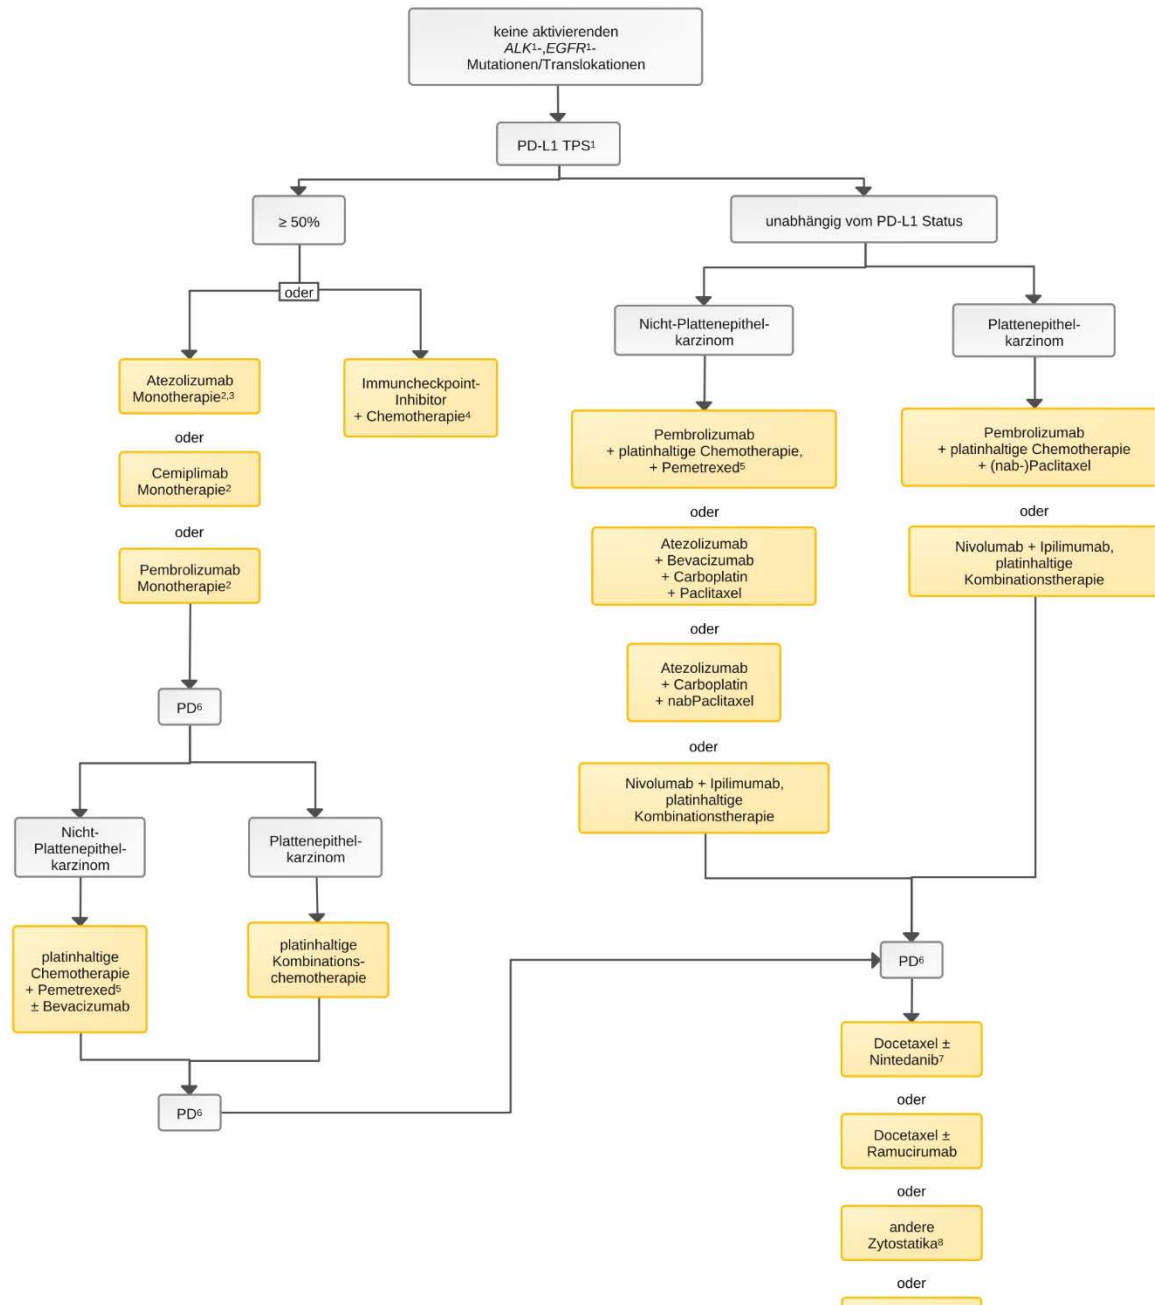 keine aktivierenden
ALK¹-,EGFR¹-
Mutationen/Translokationen
PD-L1 TPS¹
≥ 50%
unabhängig vom PD-L1 Status
oder
Nicht-Plattenepithel-
karzinom
Plattenepithel-
karzinom
Atezolizumab
Monotherapie²,³
Immuncheckpoint-
Inhibitor
+ Chemotherapie⁴
oder
Cemiplimab
Monotherapie²
oder
Pembrolizumab
Monotherapie²
Pembrolizumab
+ platinhaltige Chemotherapie,
+ Pemetrexed⁵
oder
Atezolizumab
+ Bevacizumab
+ Carboplatin
+ Paclitaxel
oder
Atezolizumab
+ Carboplatin
+ nabPaclitaxel
oder
Nivolumab + Ipilimumab,
platinhaltige
Kombinationstherapie
Pembrolizumab
+ platinhaltige Chemotherapie
+ (nab-)Paclitaxel
oder
Nivolumab + Ipilimumab,
platinhaltige
Kombinationstherapie
PD⁶
Nicht-
Plattenepithel-
karzinom
Plattenepithel-
karzinom
platinhaltige
Chemotherapie
+ Pemetrexed⁵
± Bevacizumab
platinhaltige
Kombinations-
chemotherapie
PD⁶
PD⁶
Docetaxel ±
Nintedanib⁷
oder
Docetaxel ±
Ramucirumab
oder
andere
Zytostatika⁸
oder